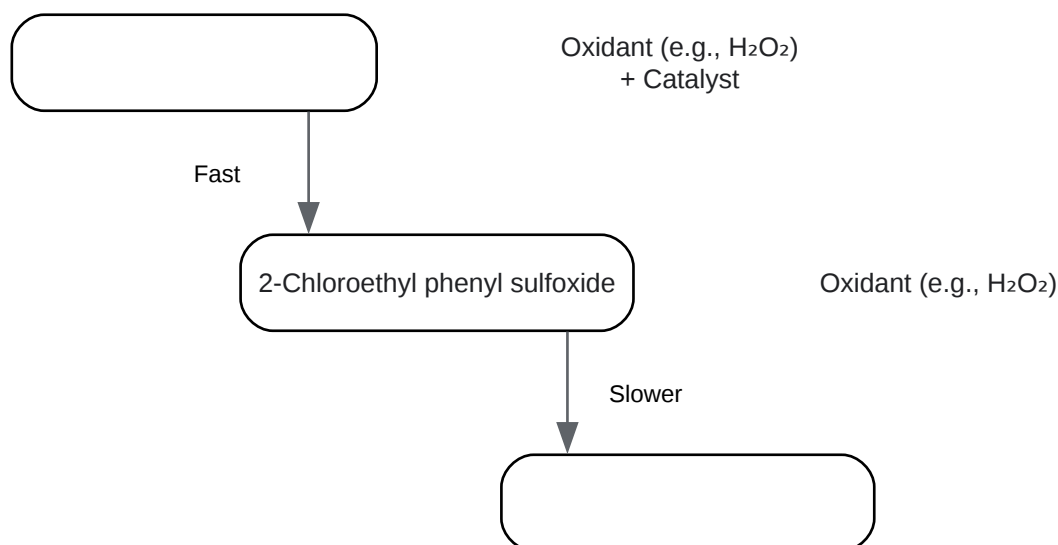 Oxidant (e.g., H₂O₂)
+ Catalyst
Fast
2-Chloroethyl phenyl sulfoxide
Oxidant (e.g., H₂O₂)
Slower